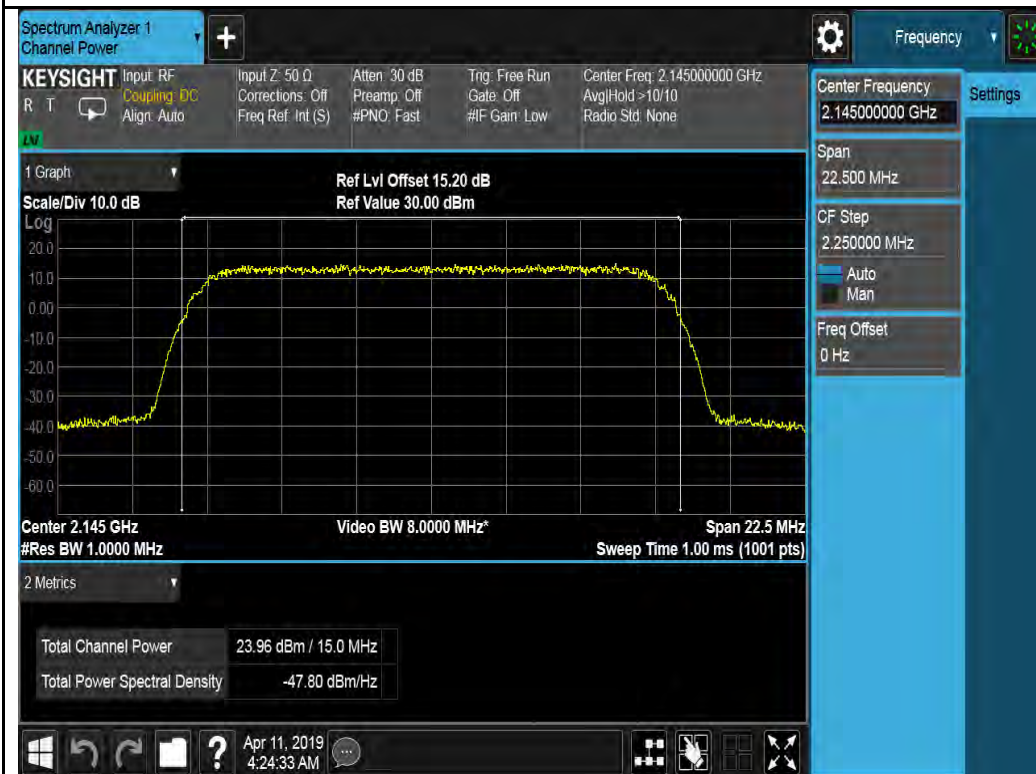 Spectrum Analyzer 1
Channel Power
+
Frequency
KEYSIGHT
R T
LXI
Input: RF
Coupling: DC
Align: Auto
Input Z: 50 Ω
Corrections: Off
Freq Ref: Int (S)
Atten: 30 dB
Preamp: Off
#PNO: Fast
Trig: Free Run
Gate: Off
#IF Gain: Low
Center Freq: 2.145000000 GHz
Avg|Hold >10/10
Radio Std: None
Center Frequency
2.145000000 GHz
Settings
Span
22.500 MHz
CF Step
2.250000 MHz
Auto
Man
Freq Offset
0 Hz
1 Graph
Scale/Div 10.0 dB
Ref Lvl Offset 15.20 dB
Ref Value 30.00 dBm
Log
20.0
10.0
0.00
-10.0
-20.0
-30.0
-40.0
-50.0
-60.0
Center 2.145 GHz
#Res BW 1.0000 MHz
Video BW 8.0000 MHz*
Span 22.5 MHz
Sweep Time 1.00 ms (1001 pts)
2 Metrics
Total Channel Power 23.96 dBm / 15.0 MHz
Total Power Spectral Density -47.80 dBm/Hz
?
Apr 11, 2019
4:24:33 AM